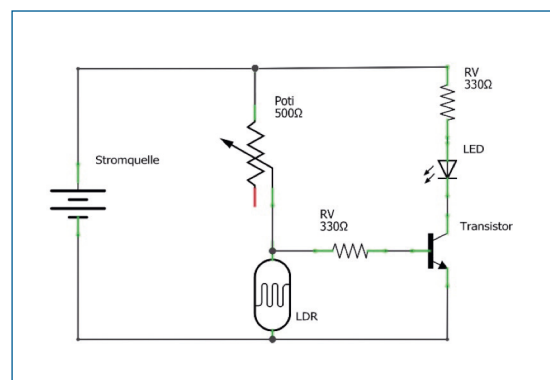 RV
330Ω
Poti
500Ω
LED
Stromquelle
Transistor
RV
330Ω
LDR